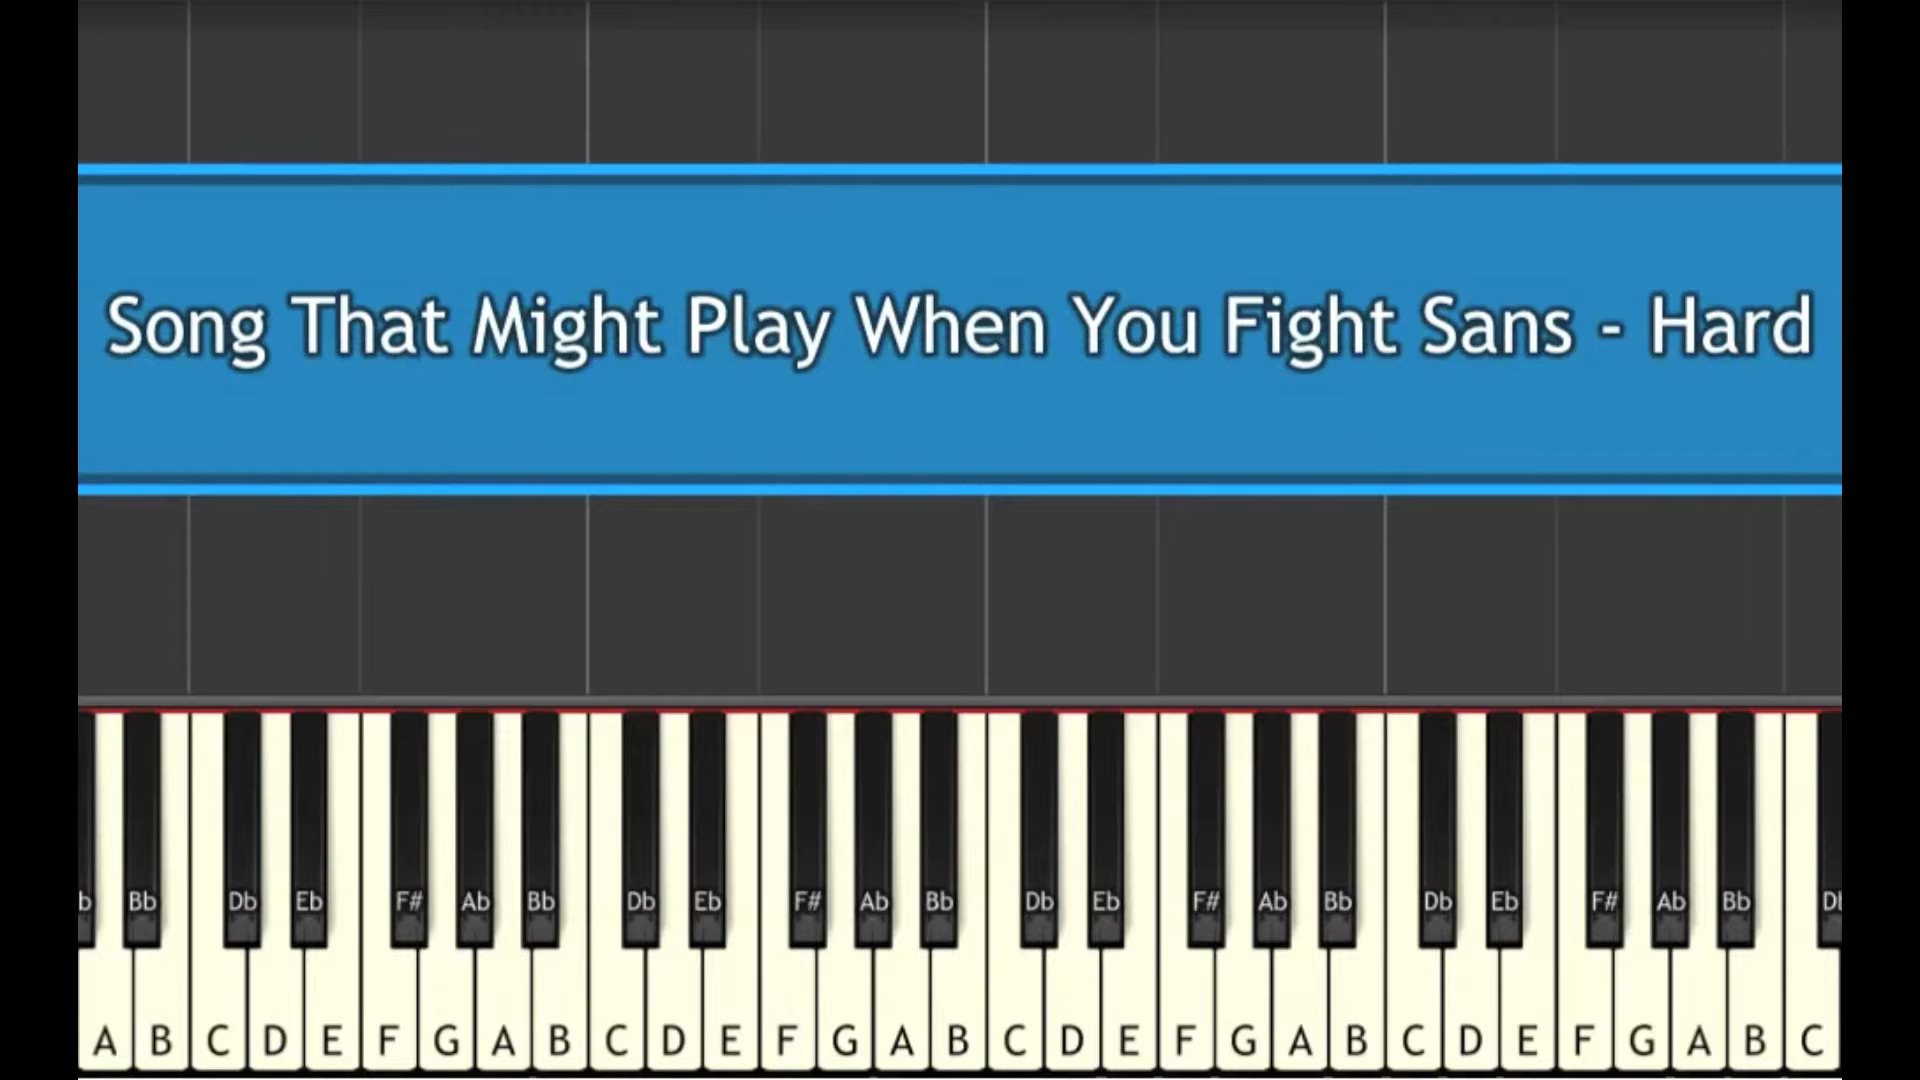 Song That Might Play When You Fight Sans - Hard
b Bb Db Eb F# Ab Bb Db Eb F# Ab Bb Db Eb F# Ab Bb Db Eb F# Ab Bb D
A B C D E F G A B C D E F G A B C D E F G A B C D E F G A B C